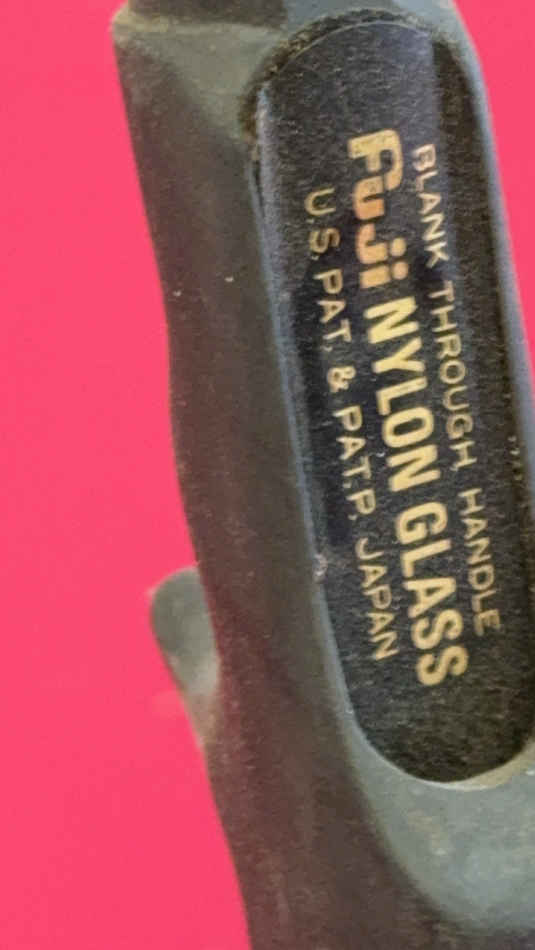 BLANK THROUGH HANDLE
Fuji NYLON GLASS
U.S. PAT. & PAT.P. JAPAN